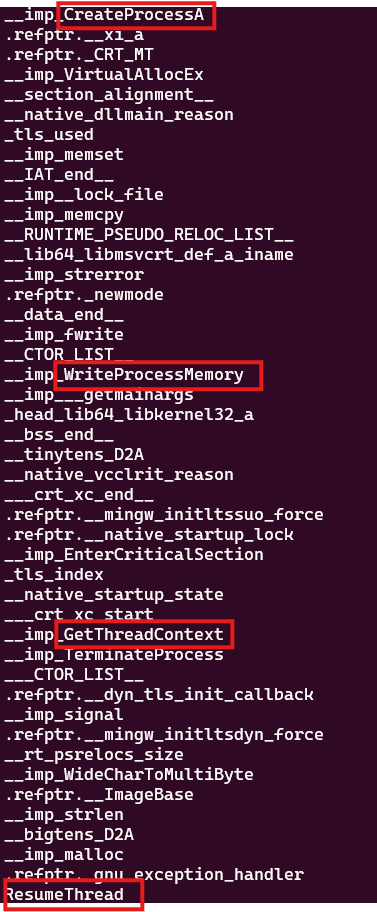 __imp_CreateProcessA
.refptr.__xi_a
.refptr._CRT_MT
__imp_VirtualAllocEx
__section_alignment__
__native_dllmain_reason
_tls_used
__imp_memset
__IAT_end__
__imp__lock_file
__imp_memcpy
__RUNTIME_PSEUDO_RELOC_LIST__
__lib64_libmsvcrt_def_a_iname
__imp_strerror
.refptr._newmode
__data_end__
__imp_fwrite
__CTOR_LIST__
__imp_WriteProcessMemory
__imp___getmainargs
_head_lib64_libkernel32_a
__bss_end__
__tinytens_D2A
__native_vcclrit_reason
___crt_xc_end__
.refptr.__mingw_initltssuo_force
.refptr.__native_startup_lock
__imp_EnterCriticalSection
_tls_index
__native_startup_state
___crt_xc_start__
__imp_GetThreadContext
__imp_TerminateProcess
___CTOR_LIST__
.refptr.__dyn_tls_init_callback
__imp_signal
.refptr.__mingw_initltsdyn_force
__rt_psrelocs_size
__imp_WideCharToMultiByte
.refptr.__ImageBase
__imp_strlen
__bigtens_D2A
__imp_malloc
.refptr._gnu_exception_handler
ResumeThread